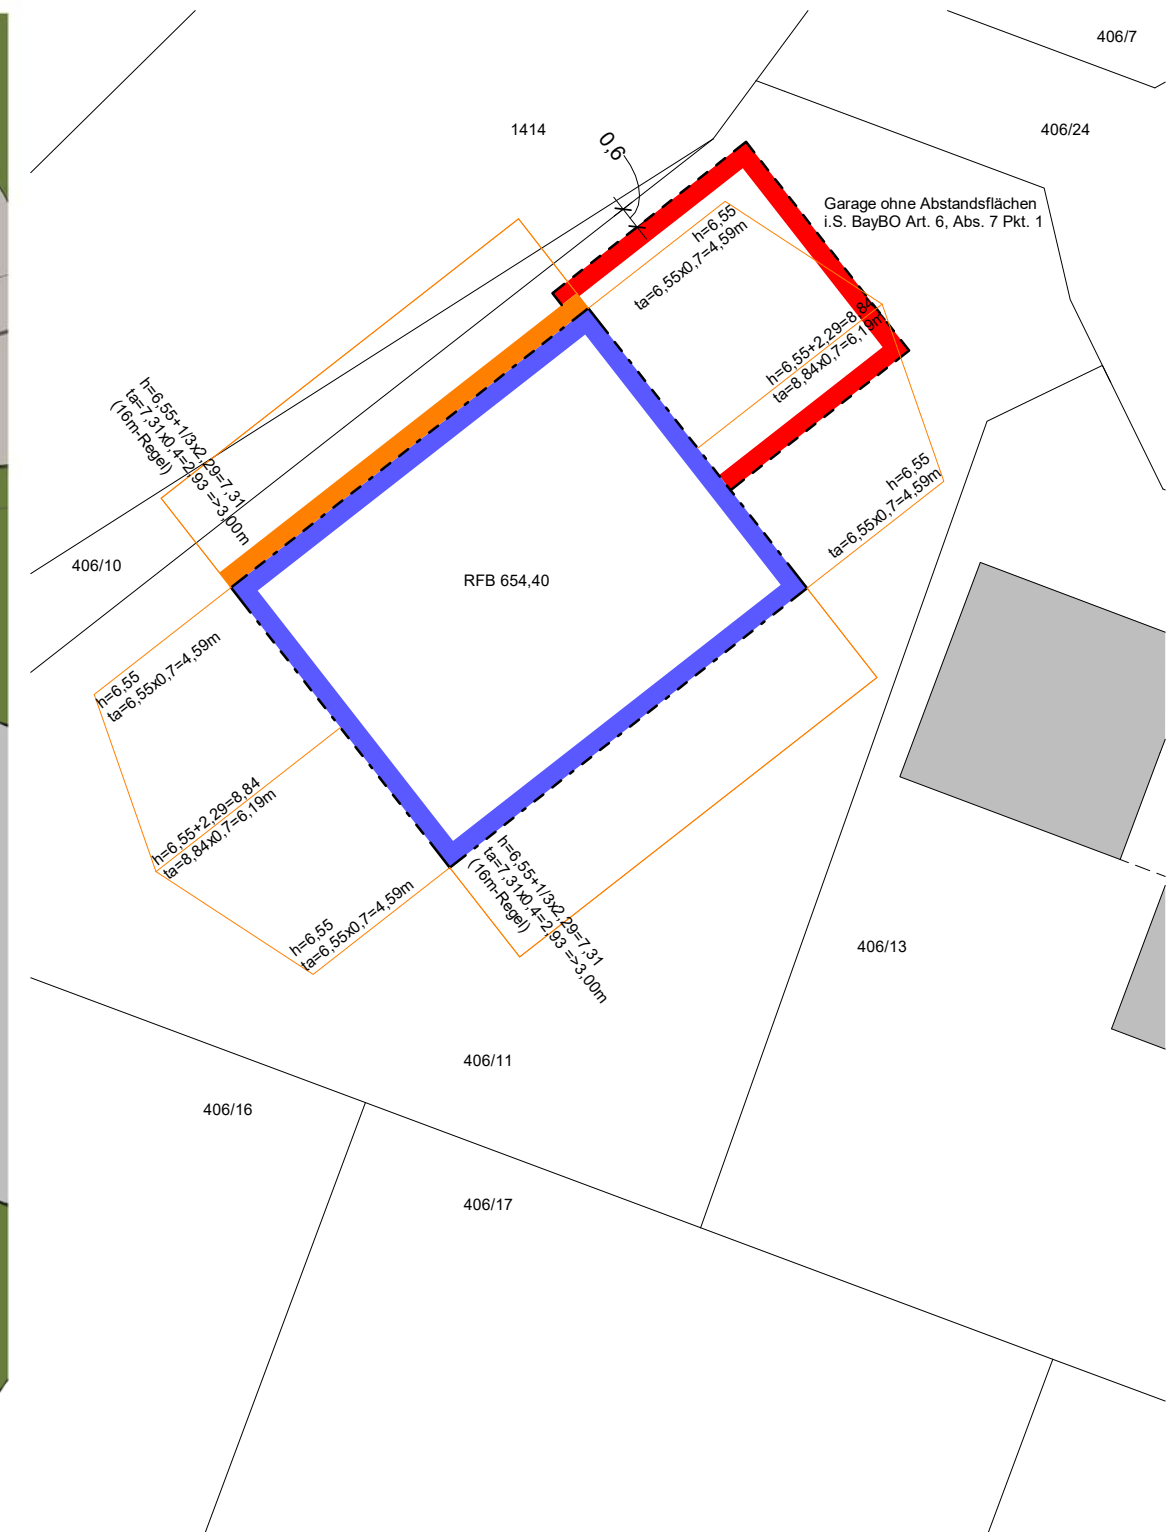 406/7
1414
406/24
0,6
Garage ohne Abstandsflächen
i.S. BayBO Art. 6, Abs. 7 Pkt. 1
h=6,55
ta=6,55x0,7=4,59m
h=6,55+2,29=8,84
ta=8,84x0,7=6,19m
h=6,55+1/3x2,29=7,31
ta=7,31x0,4=2,93 =>3,00m
(16m-Regel)
h=6,55
ta=6,55x0,7=4,59m
406/10
RFB 654,40
h=6,55
ta=6,55x0,7=4,59m
h=6,55+2,29=8,84
ta=8,84x0,7=6,19m
h=6,55+1/3x2,29=7,31
ta=7,31x0,4=2,93 =>3,00m
(16m-Regel)
h=6,55
ta=6,55x0,7=4,59m
406/13
406/11
406/16
406/17